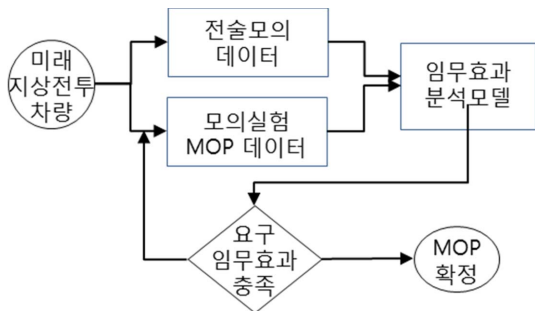 미래
지상전투
차량
전술모의
데이터
모의실험
MOP 데이터
임무효과
분석모델
요구
임무효과
충족
MOP
확정